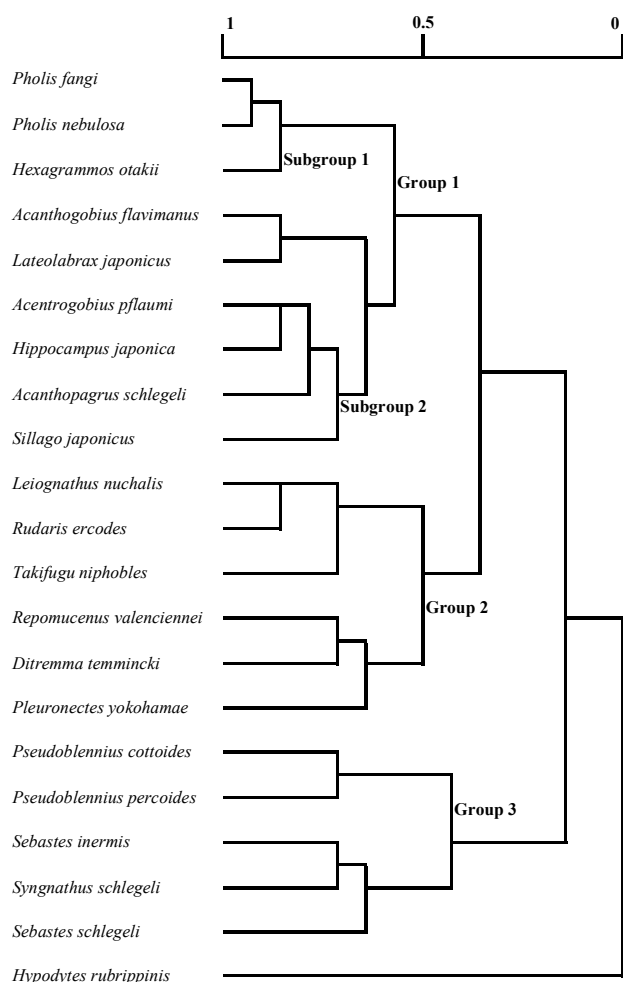 1 0.5 0
Pholis fangi
Pholis nebulosa
Subgroup 1
Hexagrammos otakii
Group 1
Acanthogobius flavimanus
Lateolabrax japonicus
Acentrogobius pflaumi
Hippocampus japonica
Acanthopagrus schlegeli
Subgroup 2
Sillago japonicus
Leiognathus nuchalis
Rudaris ercodes
Takifugu niphobles
Group 2
Repomucenus valenciennei
Ditremma temmincki
Pleuronectes yokohamae
Pseudoblennius cottoides
Pseudoblennius percoides
Group 3
Sebastes inermis
Syngnathus schlegeli
Sebastes schlegeli
Hypodytes rubrippinis